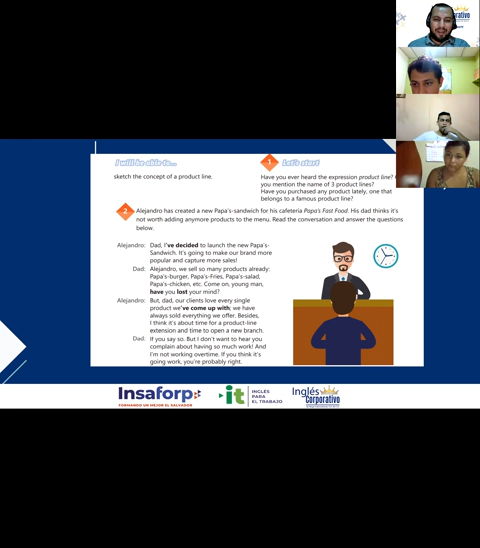 I will be able to...
sketch the concept of a product line.
1
Let's start
Have you ever heard the expression product line?
you mention the name of 3 product lines?
Have you purchased any product lately, one that
belongs to a famous product line?
2
Alejandro has created a new Papa's-sandwich for his cafeteria Papa's Fast Food. His dad thinks it's
not worth adding anymore products to the menu. Read the conversation and answer the questions
below.
Alejandro: Dad, I've decided to launch the new Papa's-
Sandwich. It's going to make our brand more
popular and capture more sales!
Dad: Alejandro, we sell so many products already:
Papa's-burger, Papa's-Fries, Papa's-salad,
Papa's-chicken, etc. Come on, young man,
have you lost your mind?
Alejandro: But, dad, our clients love every single
product we've come up with; we have
always sold everything we offer. Besides,
I think it's about time for a product-line
extension and time to open a new branch.
Dad: If you say so. But I don't want to hear you
complain about having so much work! And
I'm not working overtime. If you think it's
going work, you're probably right.
Insaforp
FORMANDO UN MEJOR EL SALVADOR
it
INGLÉS
PARA
EL TRABAJO
Inglés
Corporativo